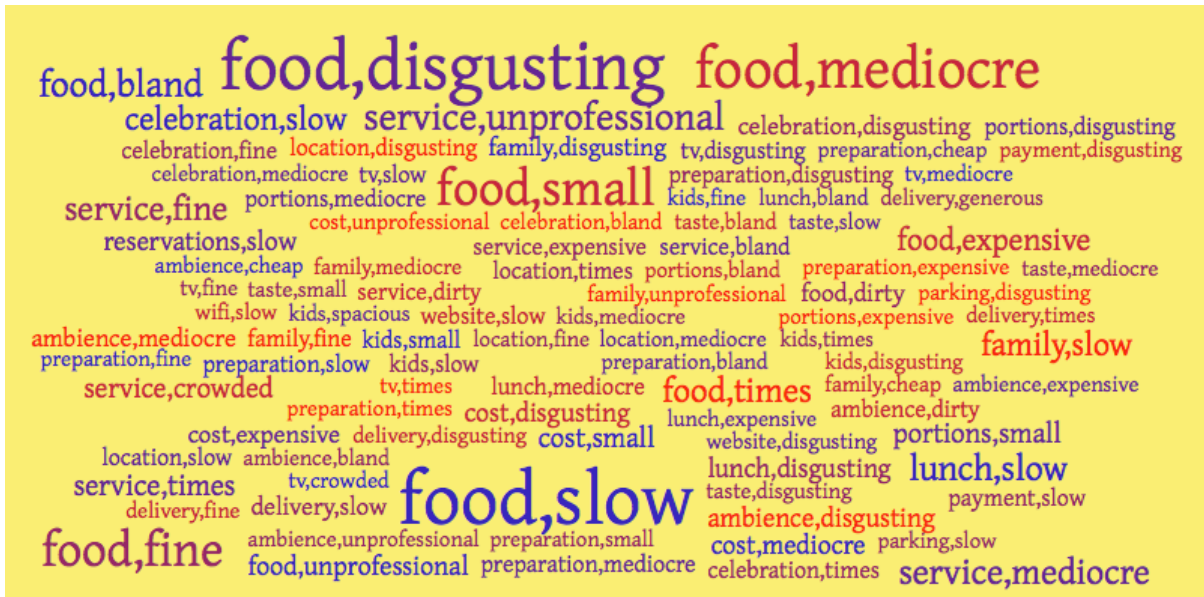 food,bland food,disgusting food,mediocre
celebration,slow service,unprofessional celebration,disgusting portions,disgusting
celebration,fine location,disgusting family,disgusting tv,disgusting preparation,cheap payment,disgusting
celebration,mediocre tv,slow food,small preparation,disgusting tv,mediocre
service,fine portions,mediocre kids,fine lunch,bland delivery,generous
cost,unprofessional celebration,bland taste,bland taste,slow
reservations,slow service,expensive service,bland food,expensive
ambience,cheap family,mediocre location,times portions,bland preparation,expensive taste,mediocre
tv,fine taste,small service,dirty family,unprofessional food,dirty parking,disgusting
wifi,slow kids,spacious website,slow kids,mediocre portions,expensive delivery,times
ambience,mediocre family,fine kids,small location,fine location,mediocre kids,times family,slow
preparation,fine preparation,slow kids,slow preparation,bland kids,disgusting
service,crowded tv,times lunch,mediocre food,times family,cheap ambience,expensive
preparation,times cost,disgusting lunch,expensive ambience,dirty
cost,expensive delivery,disgusting cost,small website,disgusting portions,small
location,slow ambience,bland food,slow lunch,disgusting lunch,slow
service,times tv,crowded taste,disgusting payment,slow
delivery,fine delivery,slow ambience,disgusting
food,fine ambience,unprofessional preparation,small cost,mediocre parking,slow
food,unprofessional preparation,mediocre celebration,times service,mediocre